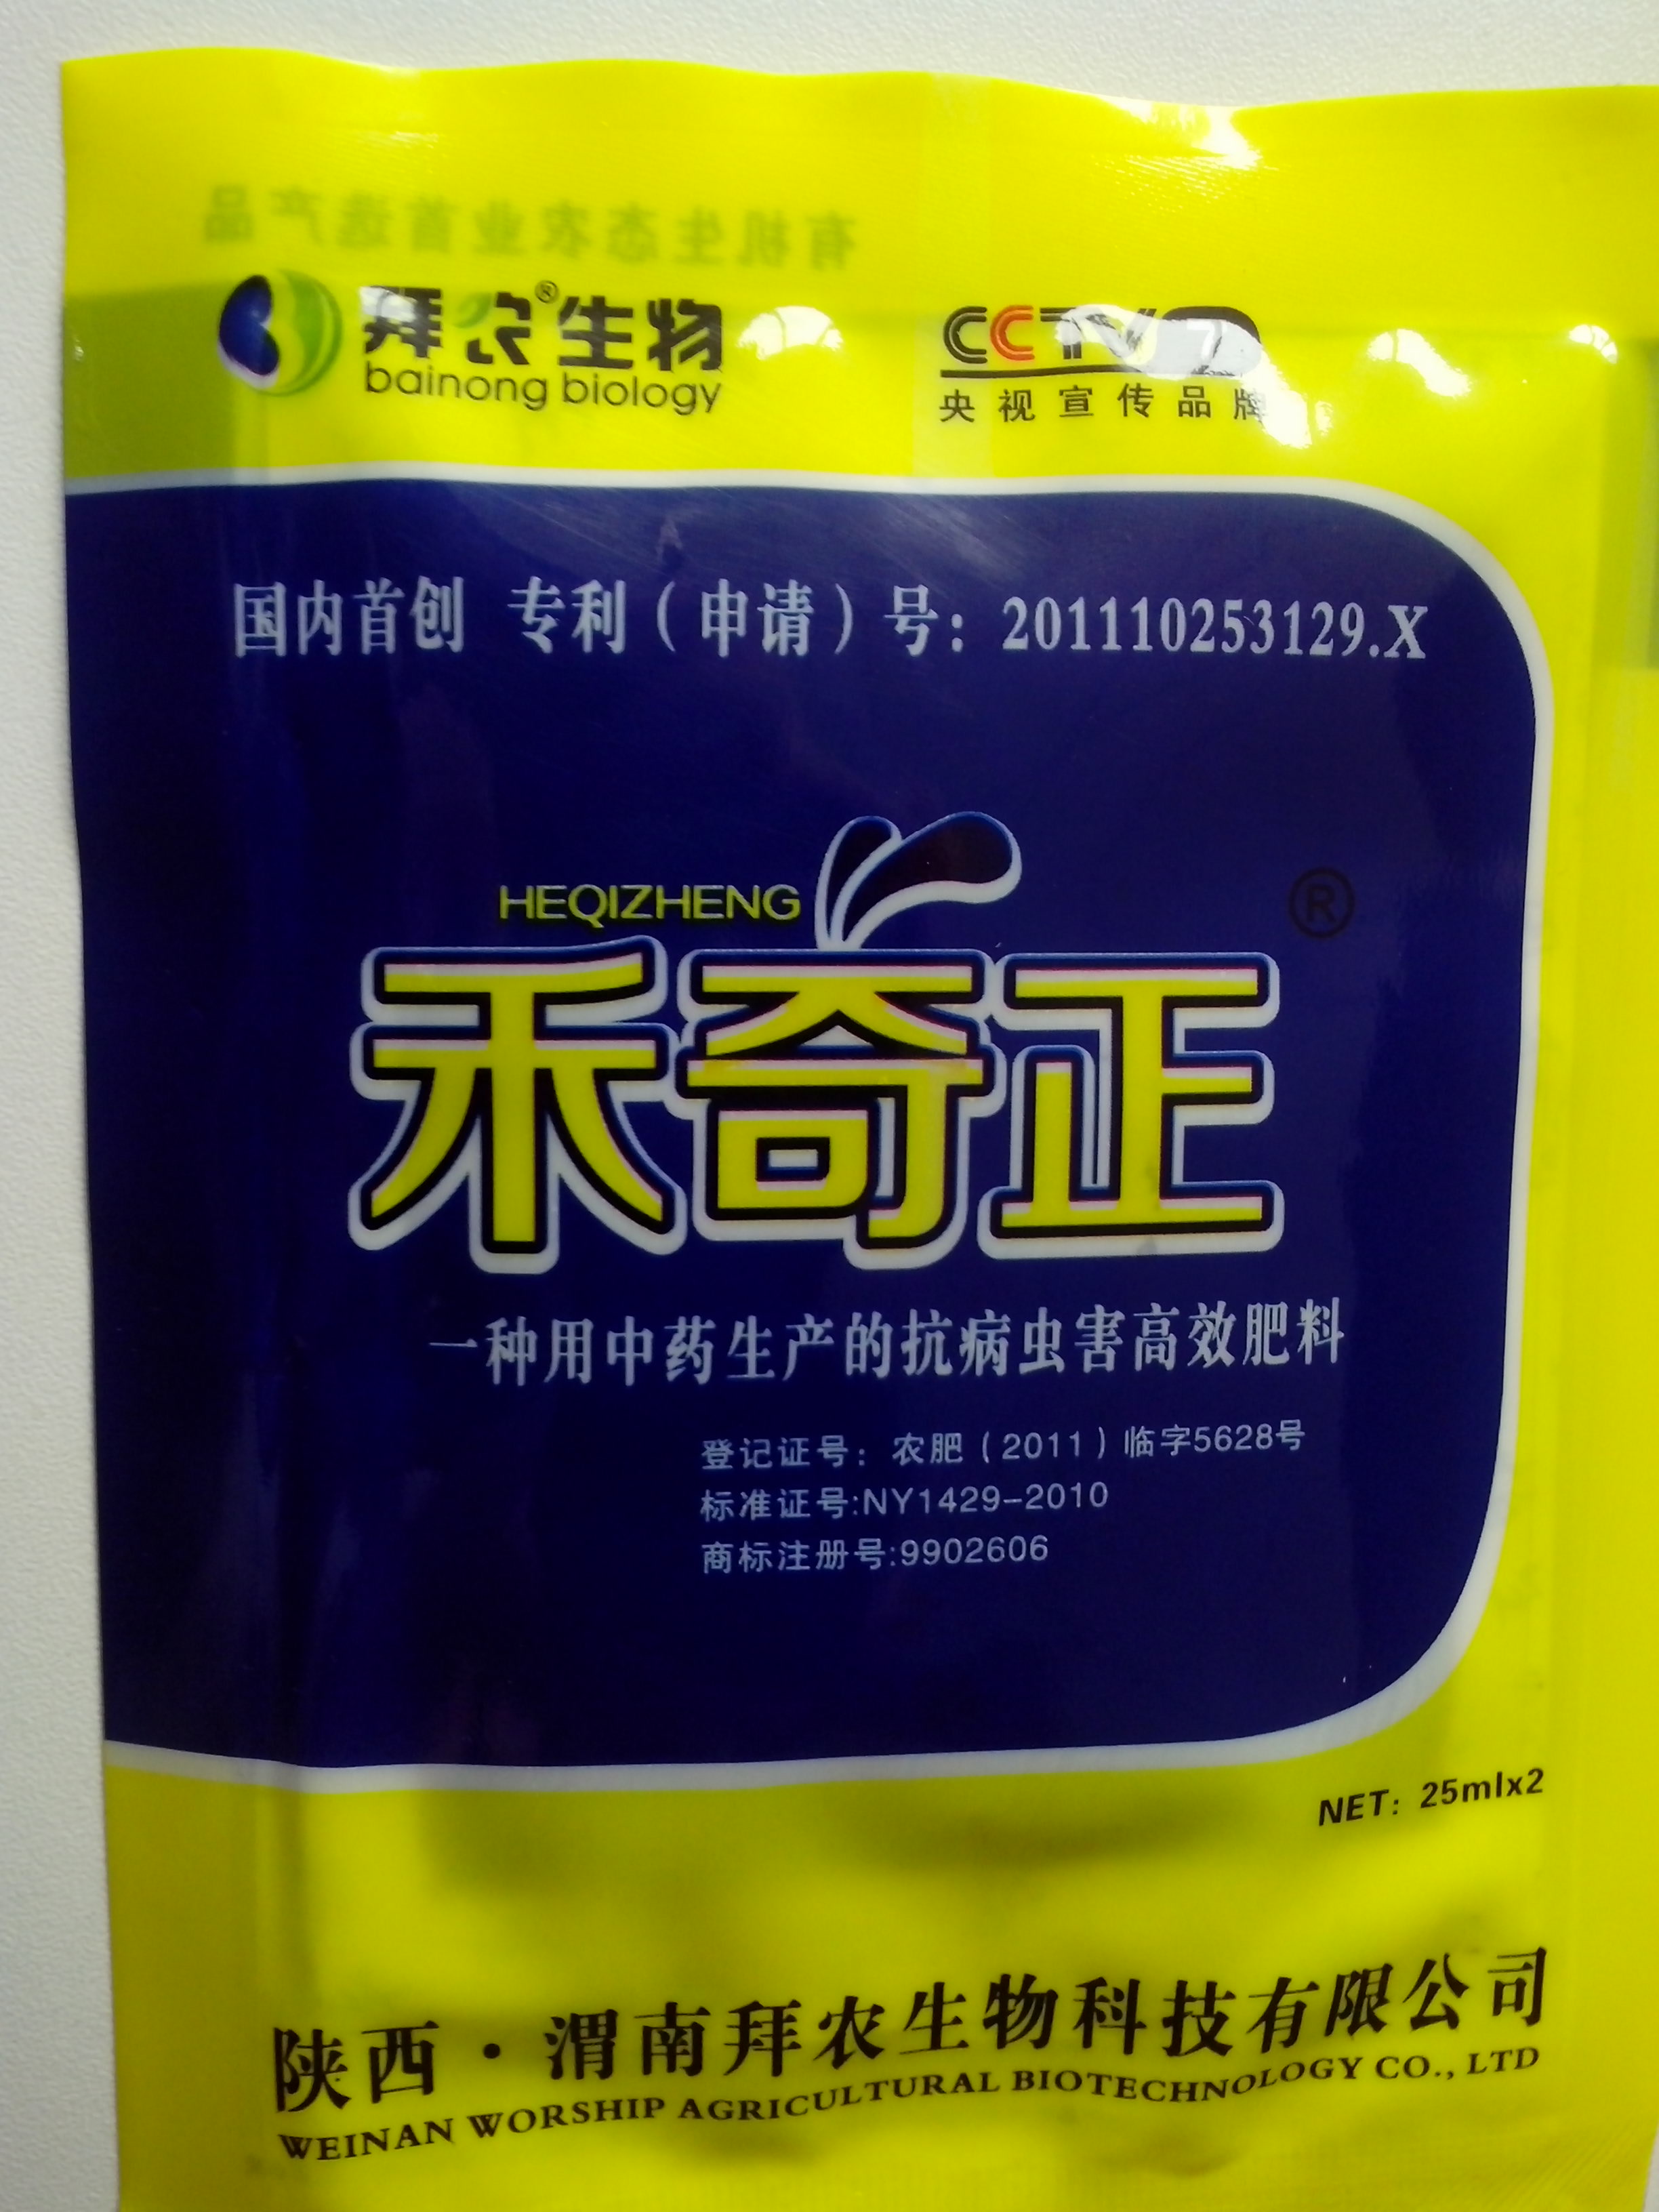 有机生态农业首选产品
拜农®生物
bainong biology
CCTV 7
央视宣传品牌
国内首创 专利（申请）号：201110253129.X
HEQIZHENG
®
禾奇正
一种用中药生产的抗病虫害高效肥料
登记证号：农肥（2011）临字5628号
标准证号:NY1429-2010
商标注册号:9902606
NET：25mlx2
陕西·渭南拜农生物科技有限公司
WEINAN WORSHIP AGRICULTURAL BIOTECHNOLOGY CO., LTD